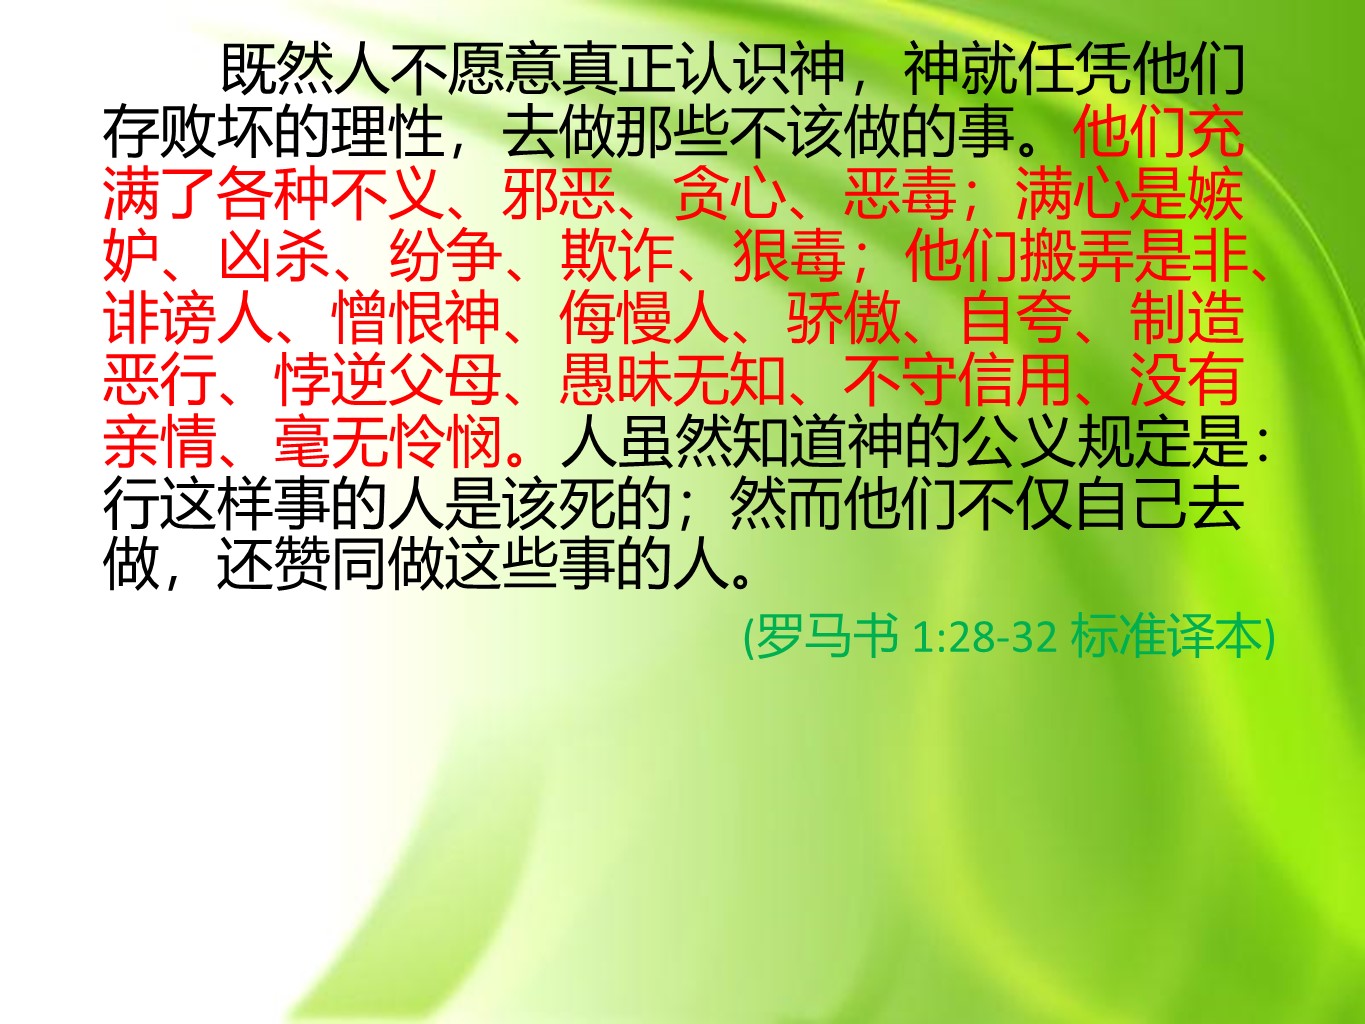 既然人不愿意真正认识神，神就任凭他们
存败坏的理性，去做那些不该做的事。他们充
满了各种不义、邪恶、贪心、恶毒；满心是嫉
妒、凶杀、纷争、欺诈、狠毒；他们搬弄是非、
诽谤人、憎恨神、侮慢人、骄傲、自夸、制造
恶行、悖逆父母、愚昧无知、不守信用、没有
亲情、毫无怜悯。人虽然知道神的公义规定是：
行这样事的人是该死的；然而他们不仅自己去
做，还赞同做这些事的人。
(罗马书 1:28-32 标准译本)